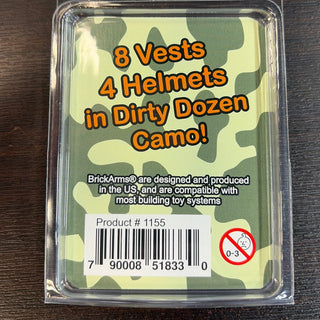 8 Vests
4 Helmets
in Dirty Dozen
Camo!
BrickArms® are designed and produced
in the US, and are compatible with
most building toy systems
Product # 1155
7 90008 51833 0
0-3